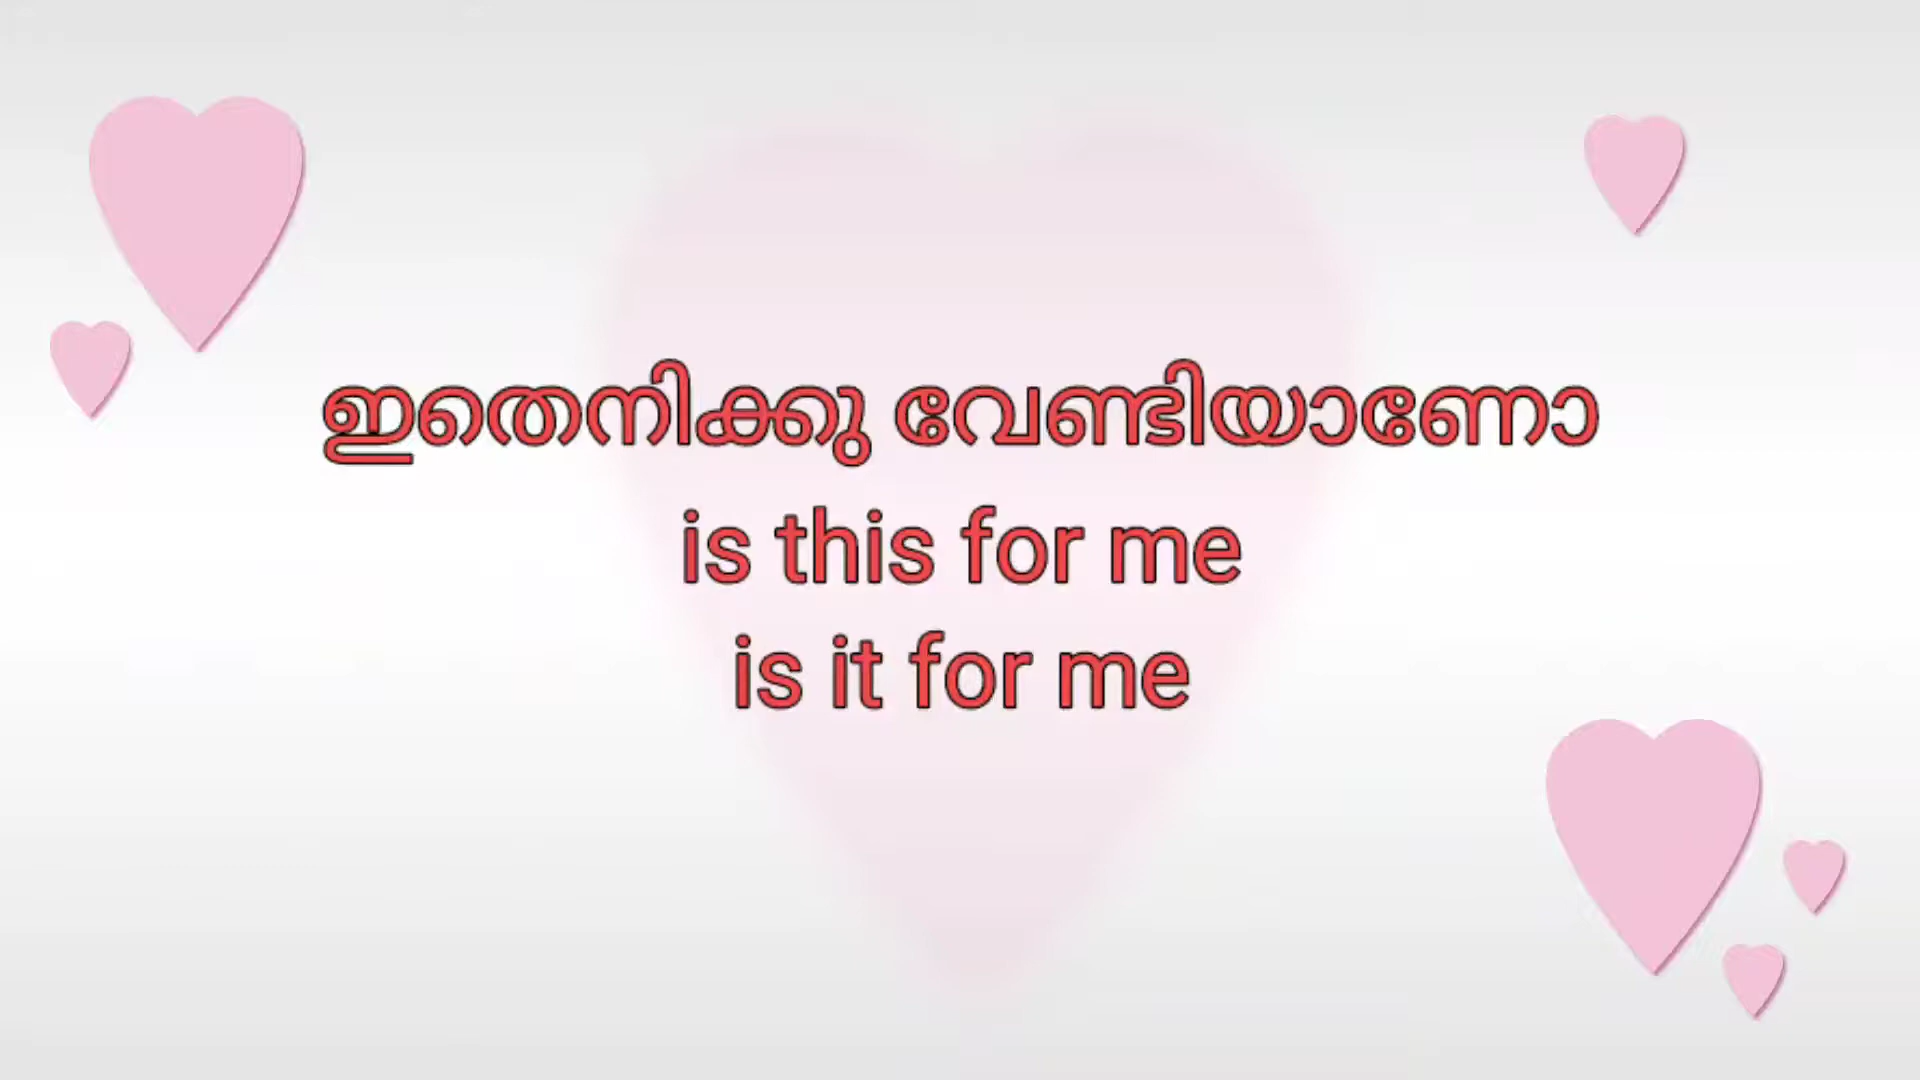 ഇതെനിക്കു വേണ്ടിയാണോ
is this for me
is it for me